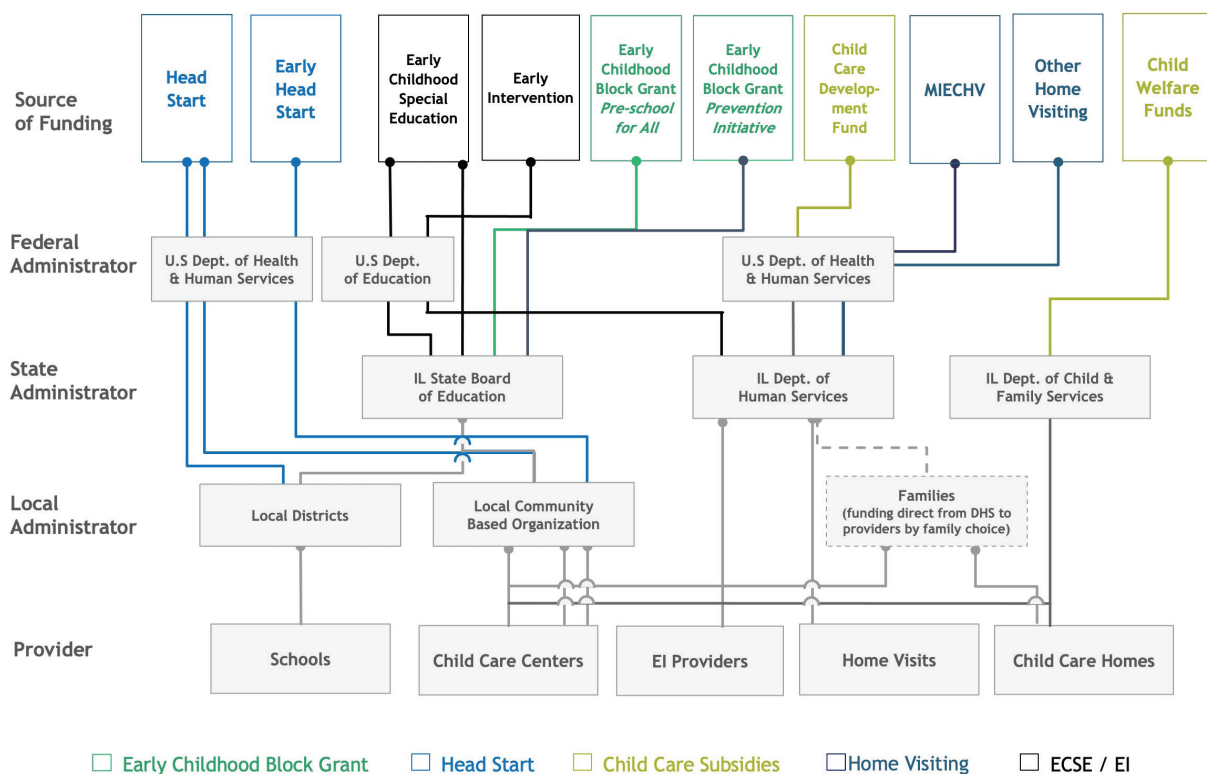 Source
of Funding
Head
Start
Early
Head
Start
Early
Childhood
Special
Education
Early
Intervention
Early
Childhood
Block Grant
Pre-school
for All
Early
Childhood
Block Grant
Prevention
Initiative
Child
Care
Develop-
ment
Fund
MIECHV
Other
Home
Visiting
Child
Welfare
Funds
Federal
Administrator
U.S Dept. of Health
& Human Services
U.S Dept.
of Education
U.S Dept. of Health
& Human Services
State
Administrator
IL State Board
of Education
IL Dept. of
Human Services
IL Dept. of Child &
Family Services
Local
Administrator
Local Districts
Local Community
Based Organization
Families
(funding direct from DHS to
providers by family choice)
Provider
Schools
Child Care Centers
EI Providers
Home Visits
Child Care Homes
Early Childhood Block Grant
Head Start
Child Care Subsidies
Home Visiting
ECSE / EI